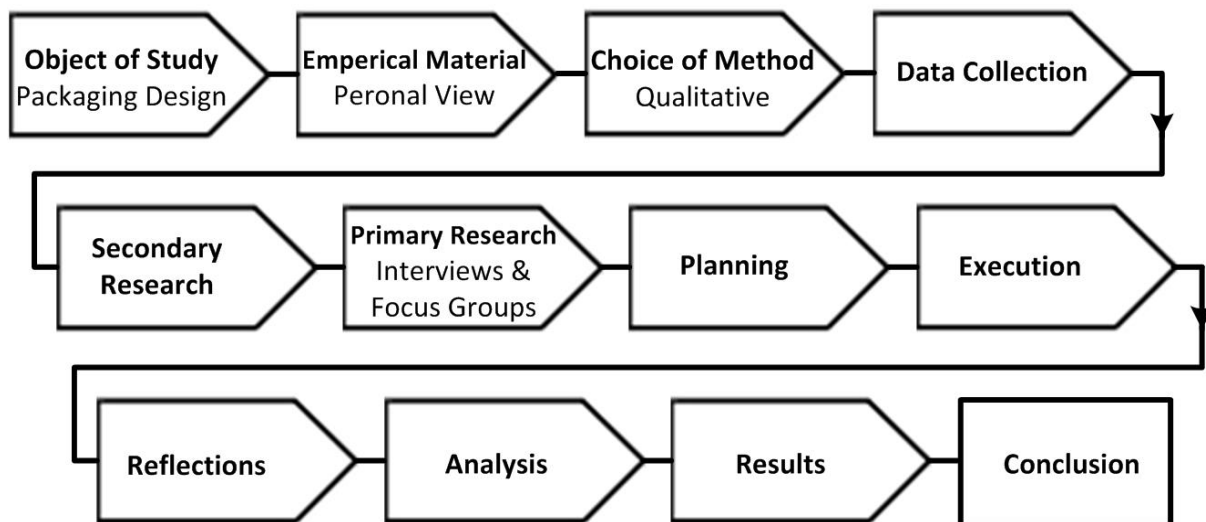 Object of Study
Packaging Design
Emperical Material
Peronal View
Choice of Method
Qualitative
Data Collection
Secondary
Research
Primary Research
Interviews &
Focus Groups
Planning
Execution
Reflections
Analysis
Results
Conclusion